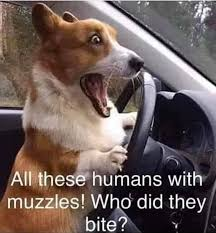 All these humans with
muzzles! Who did they
bite?